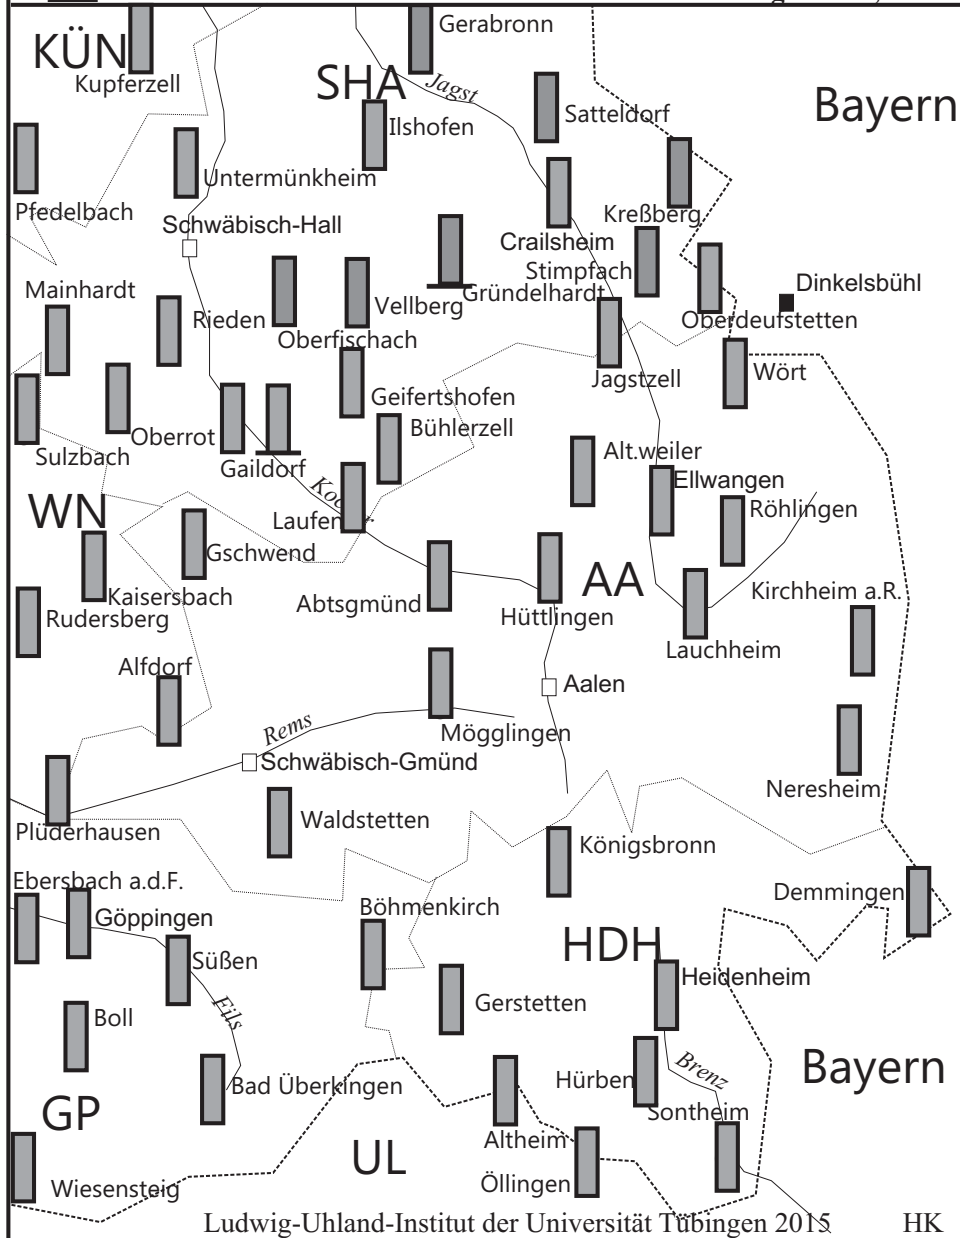 Gerabronn
KÜN
Kupferzell
SHA
Jagst
Bayern
Satteldorf
Ilshofen
Untermünkheim
Pfedelbach
Schwäbisch-Hall
Kreßberg
Crailsheim
Stimpfach
Dinkelsbühl
Mainhardt
Gründelhardt
Vellberg
Rieden
Oberdeufstetten
Oberfischach
Jagstzell
Wört
Geifertshofen
Bühlerzell
Oberrot
Sulzbach
Gaildorf
Alt.weiler
Ellwangen
WN
Laufen
Röhlingen
Gschwend
AA
Kaisersbach
Abtsgmünd
Kirchheim a.R.
Rudersberg
Hüttlingen
Lauchheim
Alfdorf
Aalen
Rems
Mögglingen
Schwäbisch-Gmünd
Neresheim
Waldstetten
Plüderhausen
Königsbronn
Ebersbach a.d.F.
Demmingen
Göppingen
Böhmenkirch
HDH
Süßen
Heidenheim
Gerstetten
Fils
Boll
Bayern
Brenz
Hürben
Bad Überkingen
GP
Sontheim
Altheim
UL
Öllingen
Wiesensteig
Ludwig-Uhland-Institut der Universität Tübingen 2015 HK